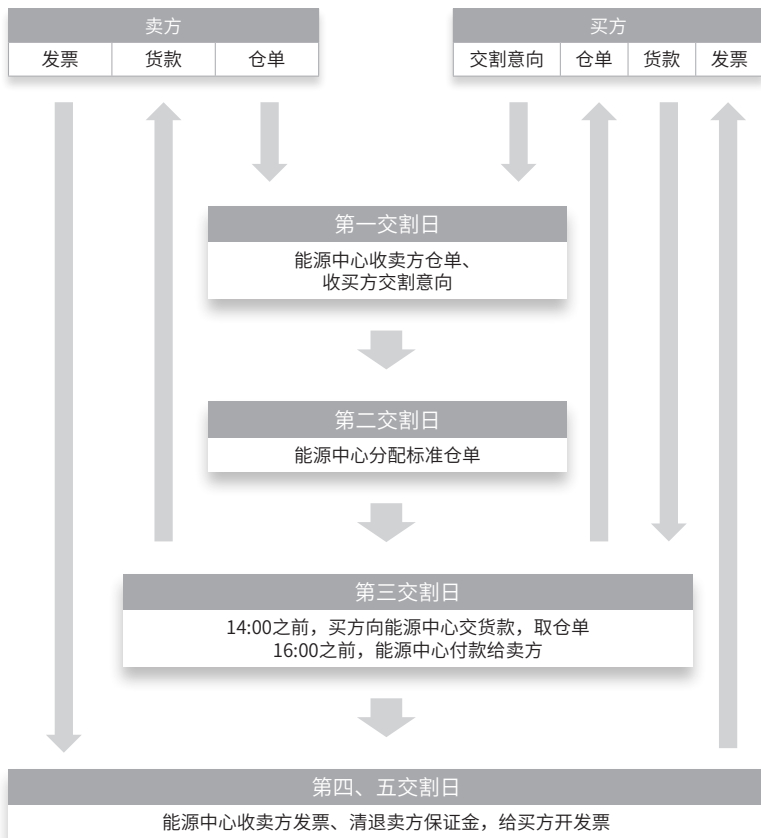 卖方
发票 货款 仓单
买方
交割意向 仓单 货款 发票
第一交割日
能源中心收卖方仓单、
收买方交割意向
第二交割日
能源中心分配标准仓单
第三交割日
14:00之前，买方向能源中心交货款，取仓单
16:00之前，能源中心付款给卖方
第四、五交割日
能源中心收卖方发票、清退卖方保证金，给买方开发票